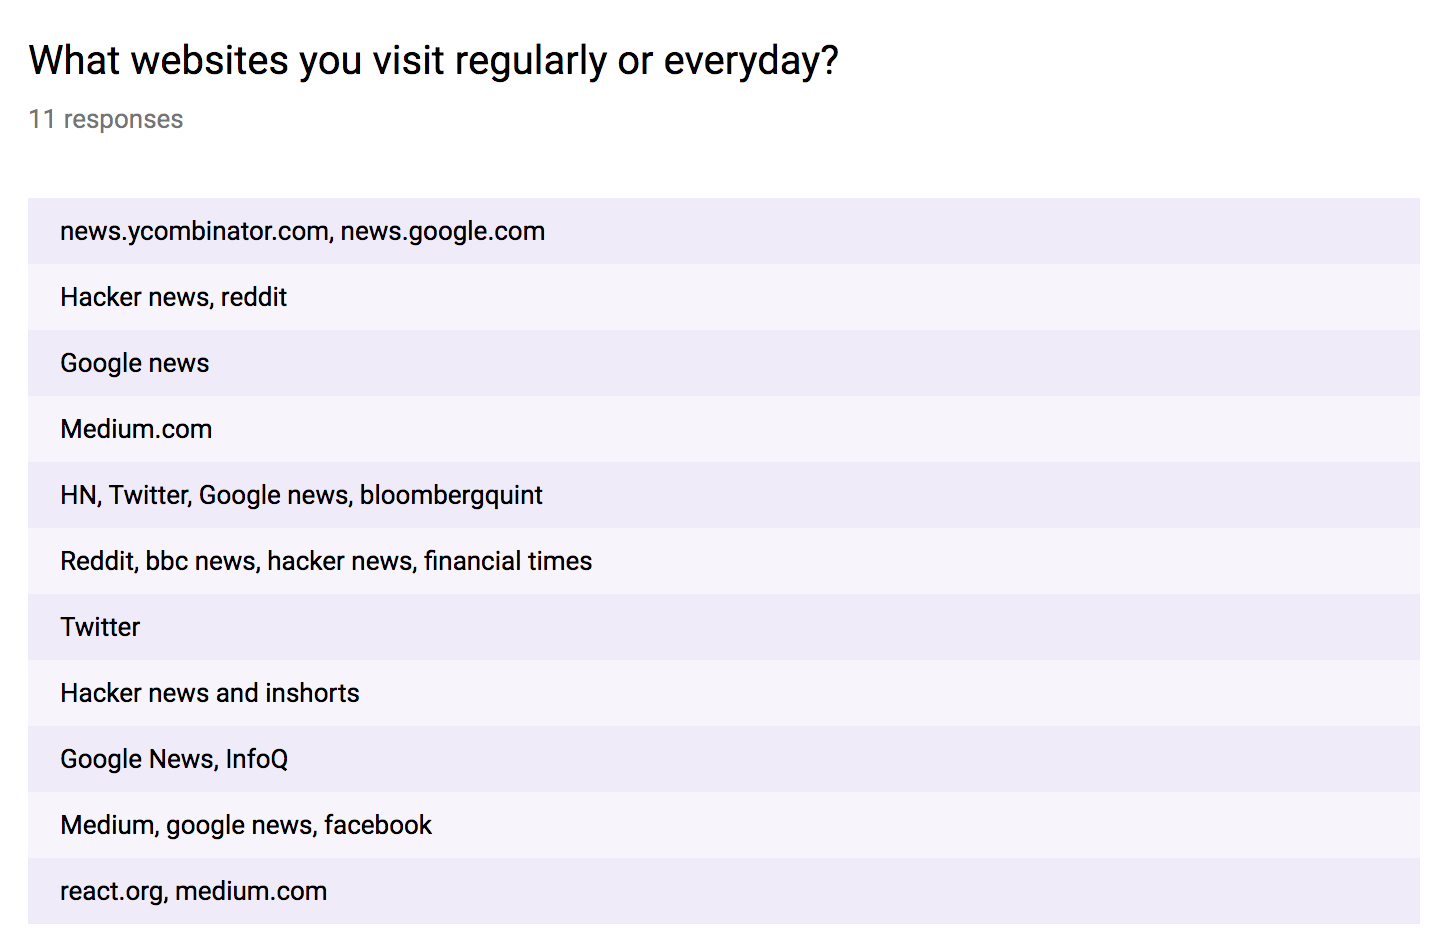 What websites you visit regularly or everyday?
11 responses
news.ycombinator.com, news.google.com
Hacker news, reddit
Google news
Medium.com
HN, Twitter, Google news, bloombergquint
Reddit, bbc news, hacker news, financial times
Twitter
Hacker news and inshorts
Google News, InfoQ
Medium, google news, facebook
react.org, medium.com